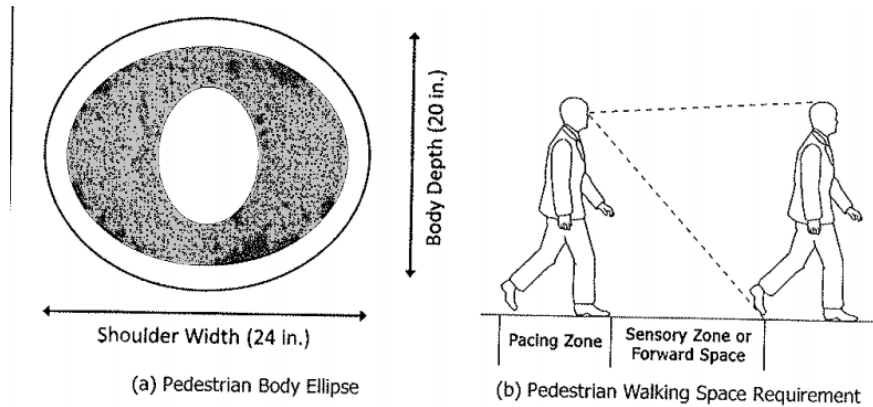 Body Depth (20 in.)
Shoulder Width (24 in.)
(a) Pedestrian Body Ellipse
Pacing Zone
Sensory Zone or
Forward Space
(b) Pedestrian Walking Space Requirement